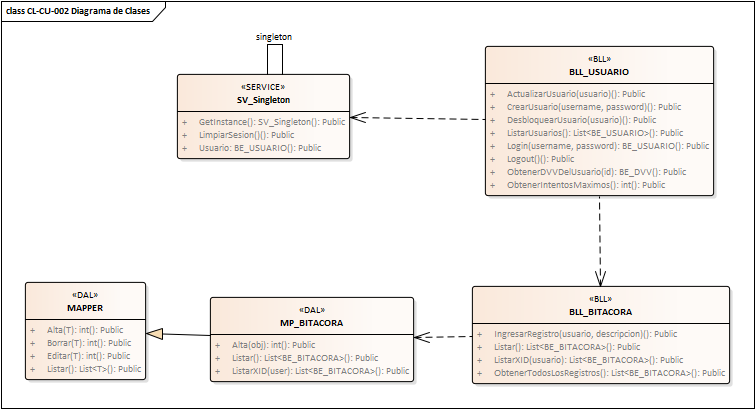 class CL-CU-002 Diagrama de Clases
singleton
«SERVICE»
SV_Singleton
+ GetInstance(): SV_Singleton(): Public
+ LimpiarSesion()(): Public
+ Usuario: BE_USUARIO(): Public
«BLL»
BLL_USUARIO
+ ActualizarUsuario(usuario)(): Public
+ CrearUsuario(username, password)(): Public
+ DesbloquearUsuario(usuario)(): Public
+ ListarUsuarios(): List<BE_USUARIO>(): Public
+ Login(username, password): BE_USUARIO(): Public
+ Logout()(): Public
+ ObtenerDVVDelUsuario(id): BE_DVV(): Public
+ ObtenerIntentosMaximos(): int(): Public
«DAL»
MAPPER
+ Alta(T): int(): Public
+ Borrar(T): int(): Public
+ Editar(T): int(): Public
+ Listar(): List<T>(): Public
«DAL»
MP_BITACORA
+ Alta(obj): int(): Public
+ Listar(): List<BE_BITACORA>(): Public
+ ListarXID(user): List<BE_BITACORA>(): Public
«BLL»
BLL_BITACORA
+ IngresarRegistro(usuario, descripcion)(): Public
+ Listar(): List<BE_BITACORA>(): Public
+ ListarXID(usuario): List<BE_BITACORA>(): Public
+ ObtenerTodosLosRegistros(): List<BE_BITACORA>(): Public